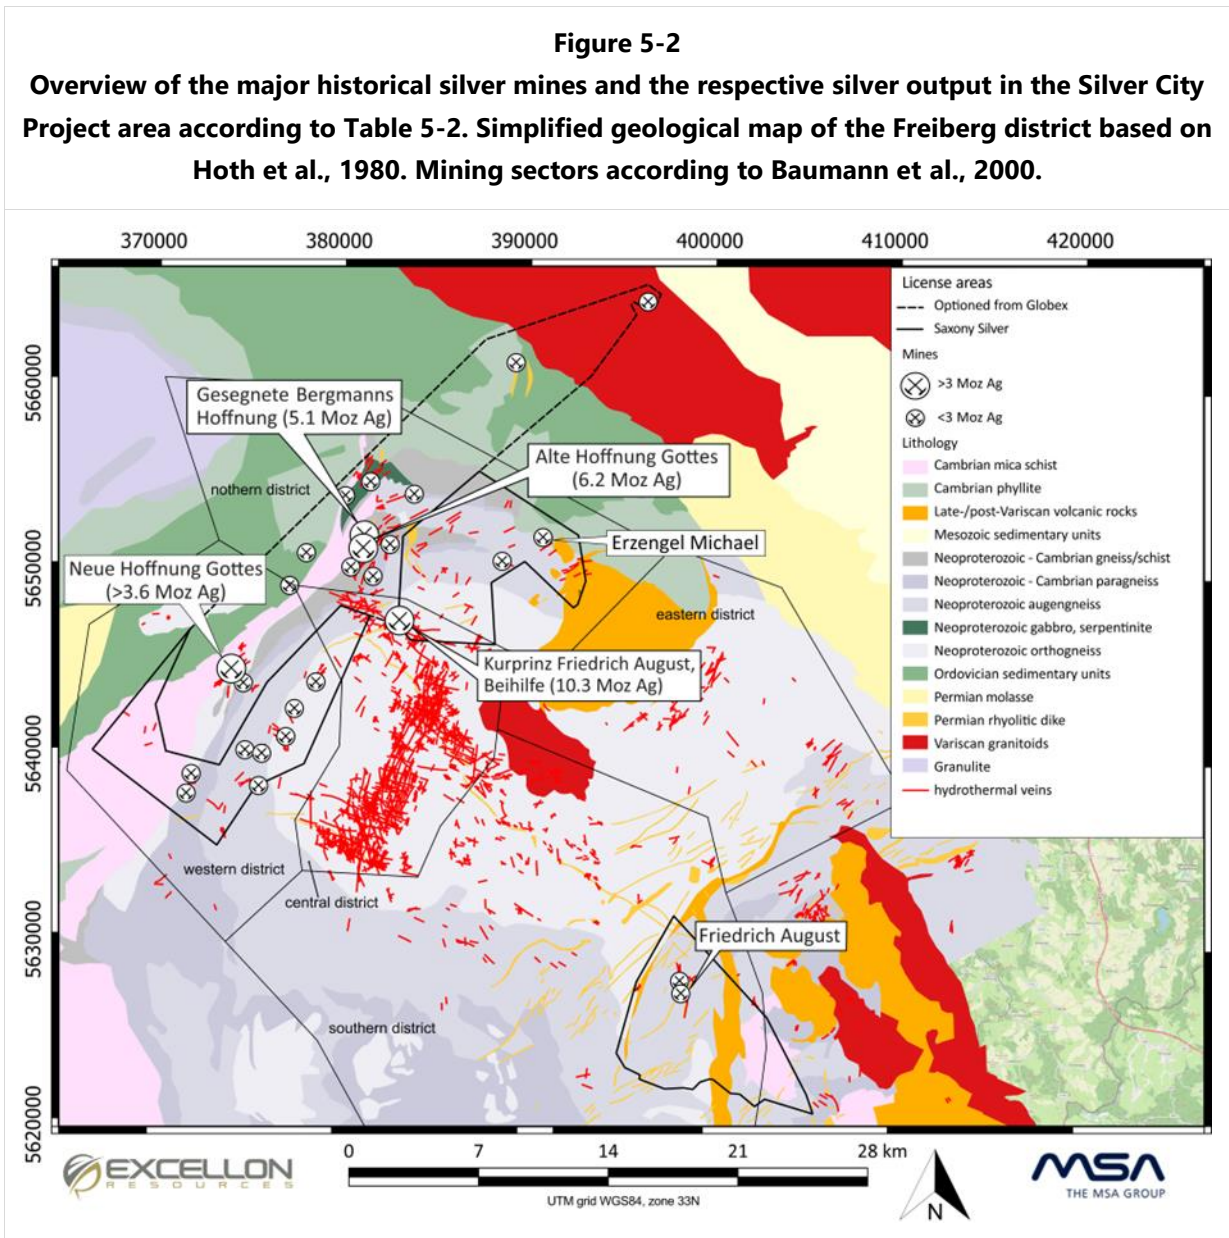 Figure 5-2
Overview of the major historical silver mines and the respective silver output in the Silver City
Project area according to Table 5-2. Simplified geological map of the Freiberg district based on
Hoth et al., 1980. Mining sectors according to Baumann et al., 2000.
370000
380000
390000
400000
410000
420000
5660000
5650000
5640000
5630000
5620000
License areas
Optioned from Globex
Saxony Silver
Mines
>3 Moz Ag
<3 Moz Ag
Lithology
Cambrian mica schist
Cambrian phyllite
Late-/post-Variscan volcanic rocks
Mesozoic sedimentary units
Neoproterozoic - Cambrian gneiss/schist
Neoproterozoic - Cambrian paragneiss
Neoproterozoic augengneiss
Neoproterozoic gabbro, serpentinite
Neoproterozoic orthogneiss
Ordovician sedimentary units
Permian molasse
Permian rhyolitic dike
Variscan granitoids
Granulite
hydrothermal veins
Gesegnete Bergmanns
Hoffnung (5.1 Moz Ag)
Alte Hoffnung Gottes
(6.2 Moz Ag)
nothern district
Erzengel Michael
Neue Hoffnung Gottes
(>3.6 Moz Ag)
eastern district
Kurprinz Friedrich August,
Beihilfe (10.3 Moz Ag)
western district
central district
Friedrich August
southern district
EXCELLON
RESOURCES
0
7
14
21
28 km
UTM grid WGS84, zone 33N
N
MSA
THE MSA GROUP